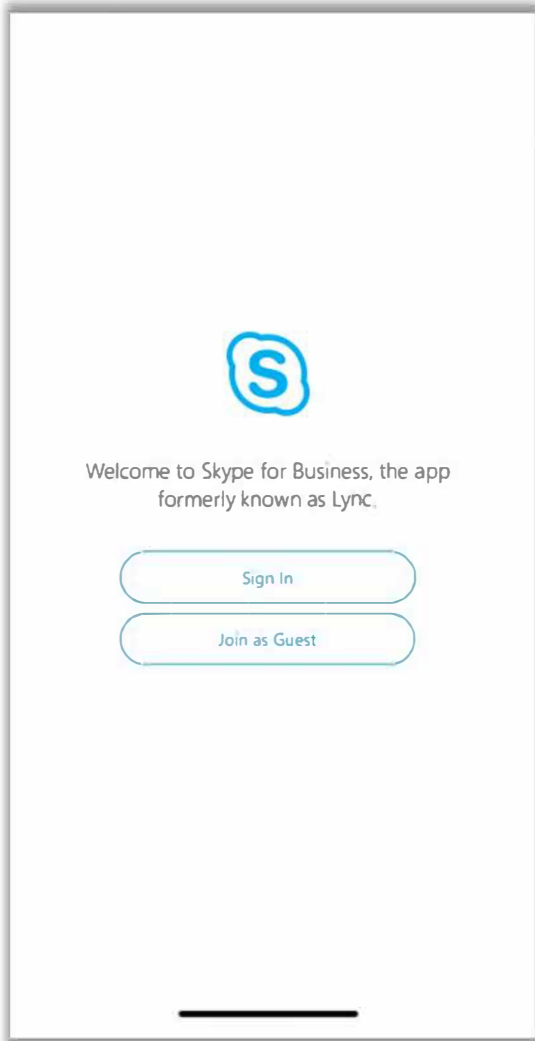 S
Welcome to Skype for Business, the app
formerly known as Lync.
Sign In
Join as Guest